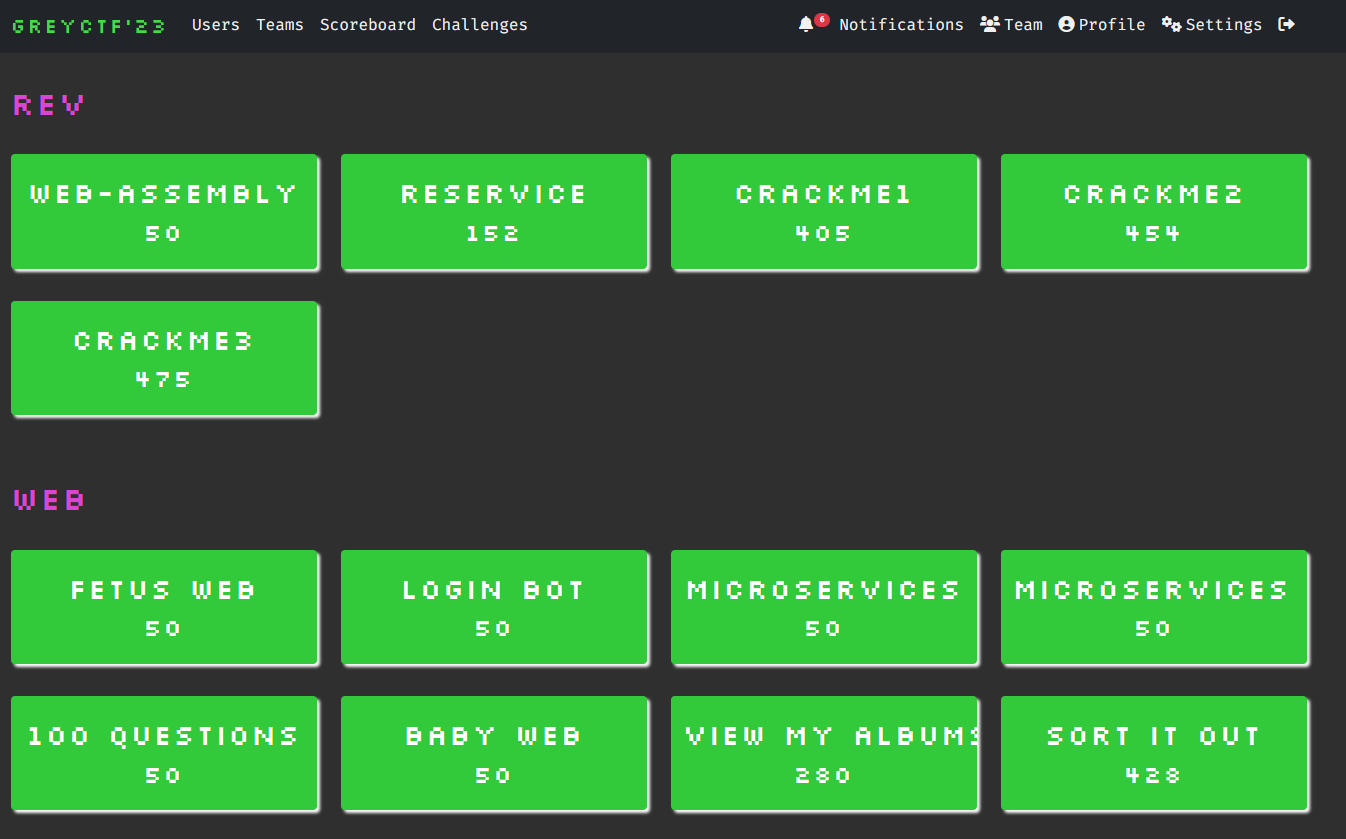 GREYCTF'23 Users Teams Scoreboard Challenges 6 Notifications Team Profile Settings
REV
WEB-ASSEMBLY RESERVICE CRACKME1 CRACKME2
50 152 405 454
CRACKME3
475
WEB
FETUS WEB LOGIN BOT MICROSERVICES MICROSERVICES
50 50 50 50
100 QUESTIONS BABY WEB VIEW MY ALBUMS SORT IT OUT
50 50 280 428